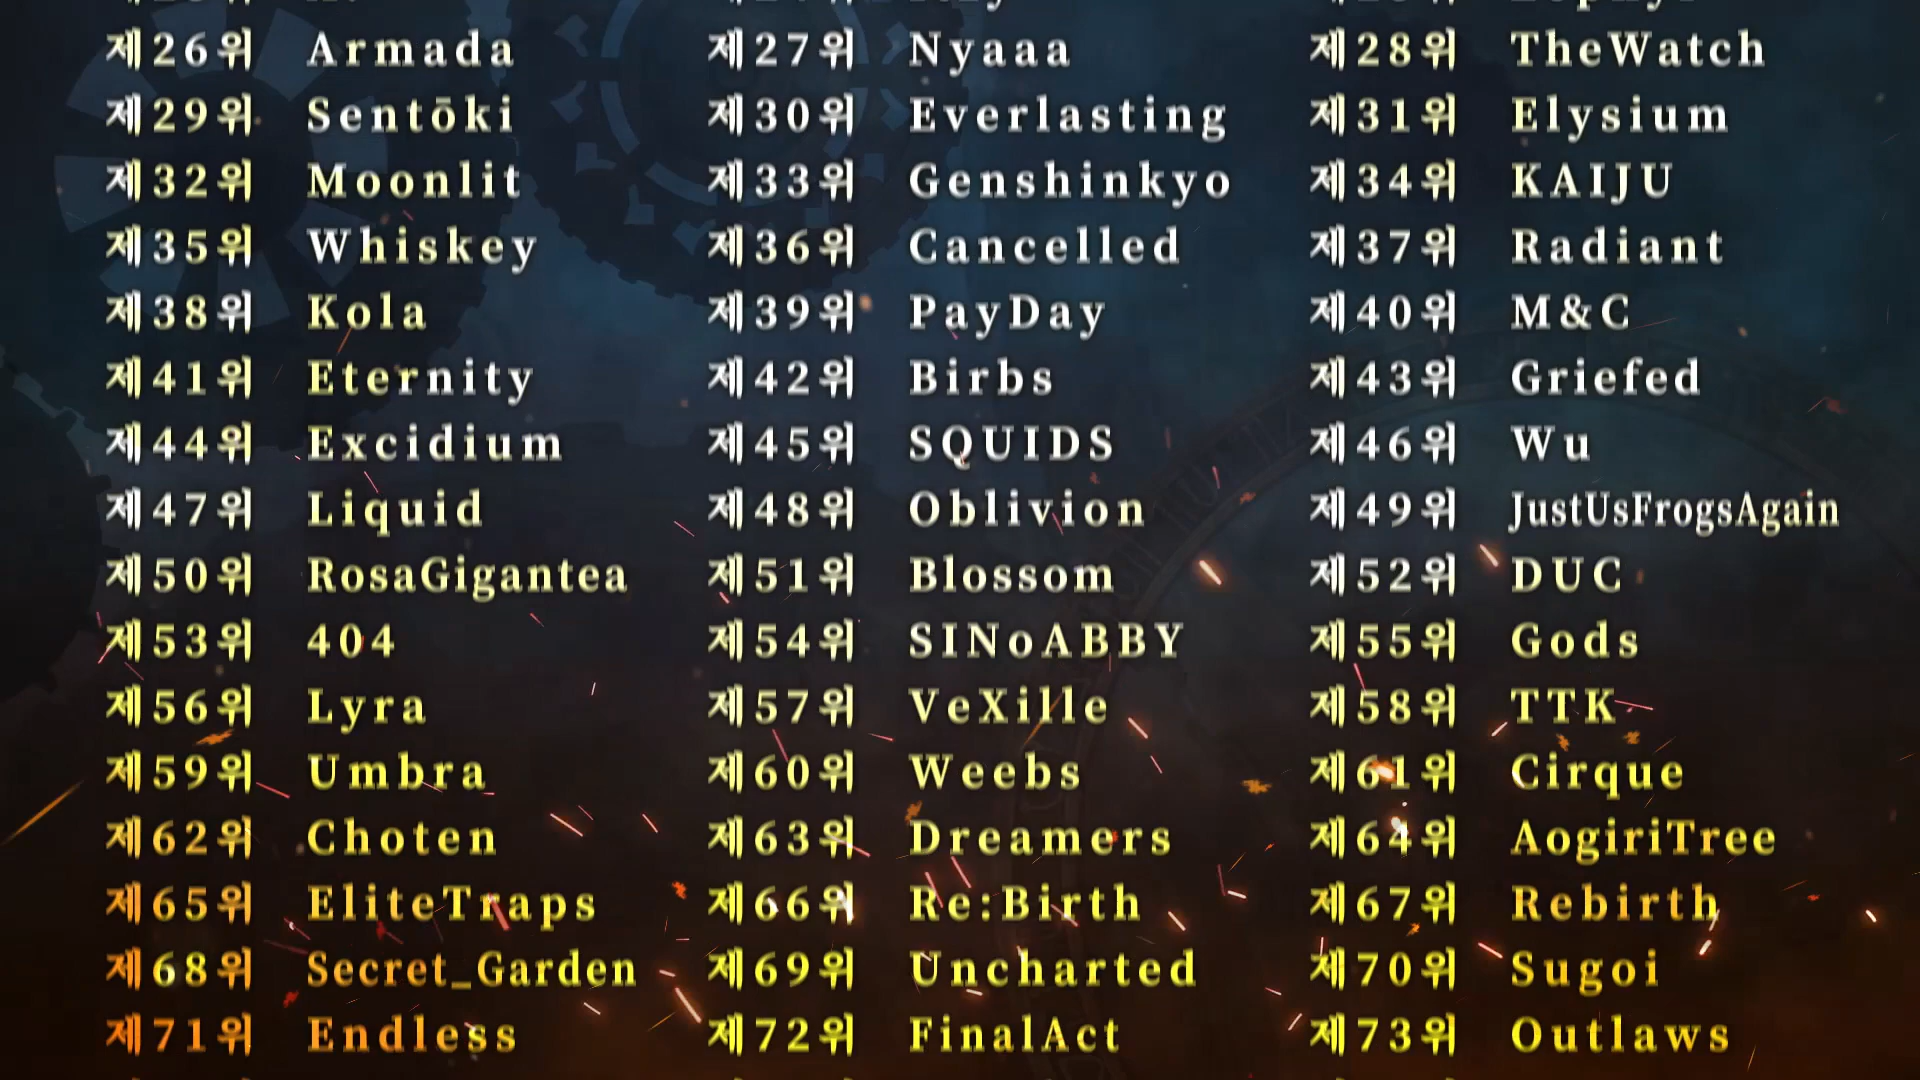 제26위 Armada 제27위 Nyaaa 제28위 TheWatch
제29위 Sentōki 제30위 Everlasting 제31위 Elysium
제32위 Moonlit 제33위 Genshinkyo 제34위 KAIJU
제35위 Whiskey 제36위 Cancelled 제37위 Radiant
제38위 Kola 제39위 PayDay 제40위 M&C
제41위 Eternity 제42위 Birbs 제43위 Griefed
제44위 Excidium 제45위 SQUIDS 제46위 Wu
제47위 Liquid 제48위 Oblivion 제49위 JustUsFrogsAgain
제50위 RosaGigantea 제51위 Blossom 제52위 DUC
제53위 404 제54위 SINoABBY 제55위 Gods
제56위 Lyra 제57위 VeXille 제58위 TTK
제59위 Umbra 제60위 Weebs 제61위 Cirque
제62위 Choten 제63위 Dreamers 제64위 AogiriTree
제65위 EliteTraps 제66위 Re:Birth 제67위 Rebirth
제68위 Secret_Garden 제69위 Uncharted 제70위 Sugoi
제71위 Endless 제72위 FinalAct 제73위 Outlaws